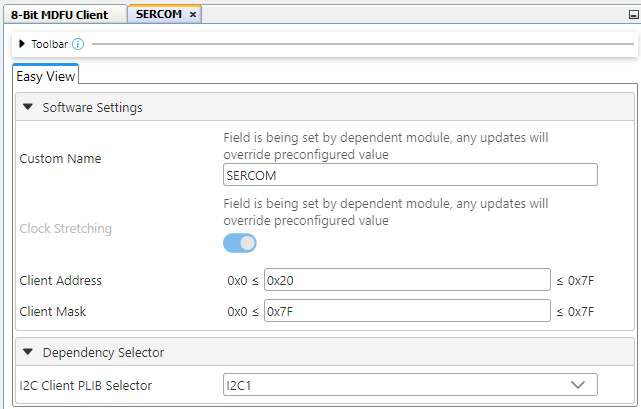 8-Bit MDFU Client SERCOM ×
Toolbar
Easy View
Software Settings
Field is being set by dependent module, any updates will
override preconfigured value
Custom Name
SERCOM
Field is being set by dependent module, any updates will
override preconfigured value
Clock Stretching
Client Address 0x0 ≤ 0x20 ≤ 0x7F
Client Mask 0x0 ≤ 0x7F ≤ 0x7F
Dependency Selector
I2C Client PLIB Selector I2C1